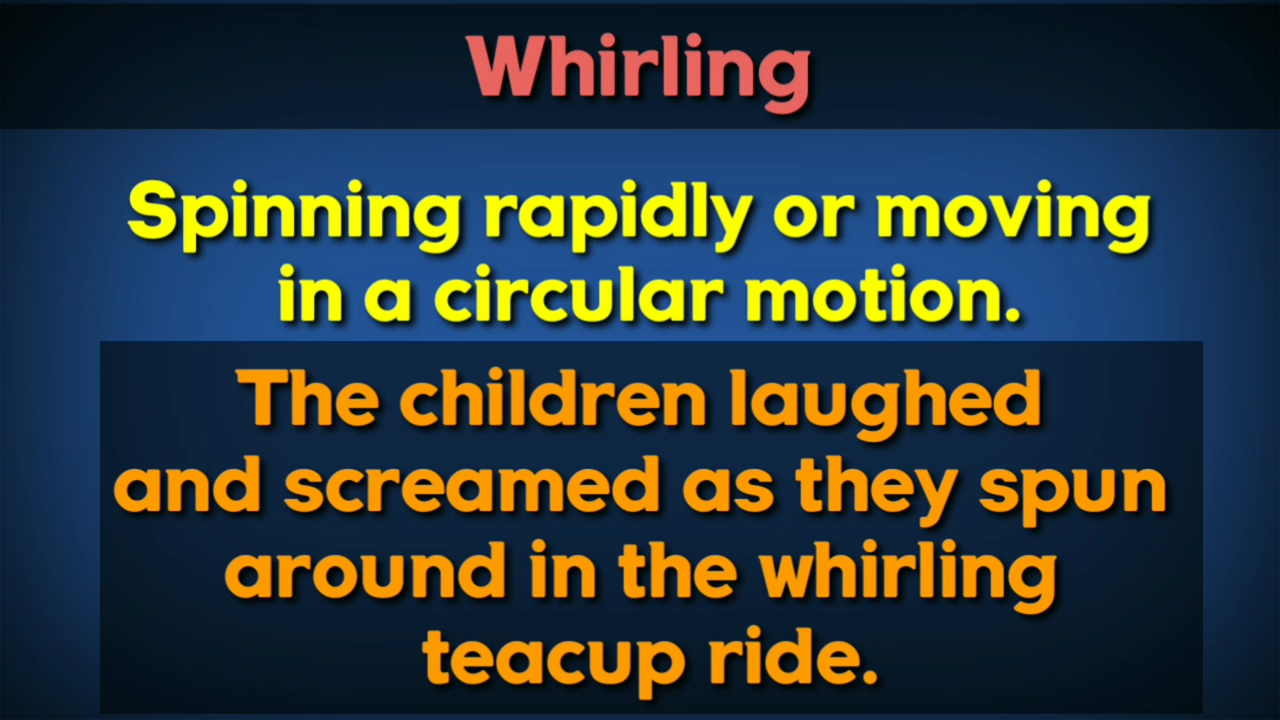 Whirling
Spinning rapidly or moving
in a circular motion.
The children laughed
and screamed as they spun
around in the whirling
teacup ride.